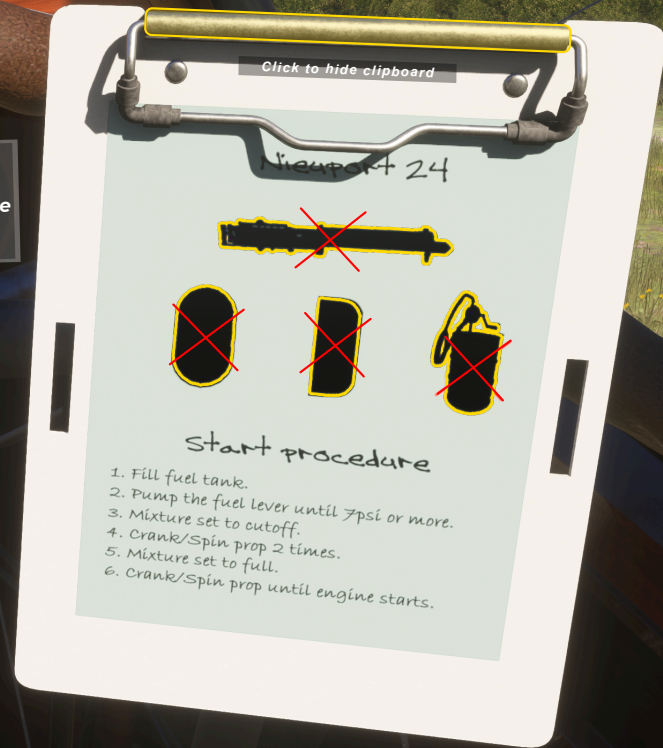 Click to hide clipboard
Nieuport 24
e
Start procedure
1. Fill fuel tank.
2. Pump the fuel lever until 7psi or more.
3. Mixture set to cutoff.
4. Crank/Spin prop 2 times.
5. Mixture set to full.
6. Crank/Spin prop until engine starts.